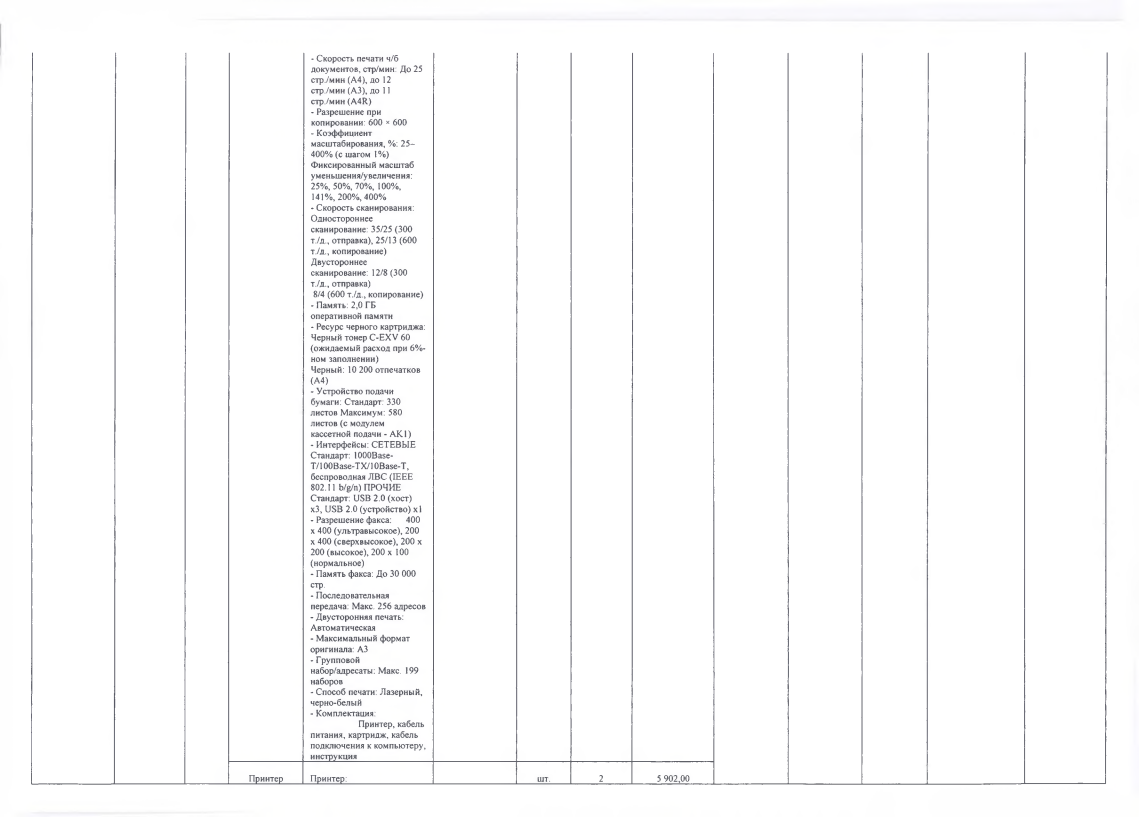 - Скорость печати ч/б
документов, стр/мин: До 25
стр./мин (A4), до 12
стр./мин (A3), до 11
стр./мин (A4R)
- Разрешение при
копировании: 600 × 600
- Коэффициент
масштабирования, %: 25–
400% (с шагом 1%)
Фиксированный масштаб
уменьшения/увеличения:
25%, 50%, 70%, 100%,
141%, 200%, 400%
- Скорость сканирования:
Одностороннее
сканирование: 35/25 (300
т./д., отправка), 25/13 (600
т./д., копирование)
Двустороннее
сканирование: 12/8 (300
т./д., отправка)
8/4 (600 т./д., копирование)
- Память: 2,0 ГБ
оперативной памяти
- Ресурс черного картриджа:
Черный тонер C-EXV 60
(ожидаемый расход при 6%-
ном заполнении)
Черный: 10 200 отпечатков
(A4)
- Устройство подачи
бумаги: Стандарт: 330
листов Максимум: 580
листов (с модулем
кассетной подачи - AK1)
- Интерфейсы: СЕТЕВЫЕ
Стандарт: 1000Base-
T/100Base-TX/10Base-T,
беспроводная ЛВС (IEEE
802.11 b/g/n) ПРОЧИЕ
Стандарт: USB 2.0 (хост)
x3, USB 2.0 (устройство) x1
- Разрешение факса: 400
x 400 (ультравысокое), 200
x 400 (сверхвысокое), 200 x
200 (высокое), 200 x 100
(нормальное)
- Память факса: До 30 000
стр.
- Последовательная
передача: Макс. 256 адресов
- Двусторонняя печать:
Автоматическая
- Максимальный формат
оригинала: A3
- Групповой
набор/адресаты: Макс. 199
наборов
- Способ печати: Лазерный,
черно-белый
- Комплектация:
Принтер, кабель
питания, картридж, кабель
подключения к компьютеру,
инструкция
Принтер Принтер: шт. 2 5 902,00